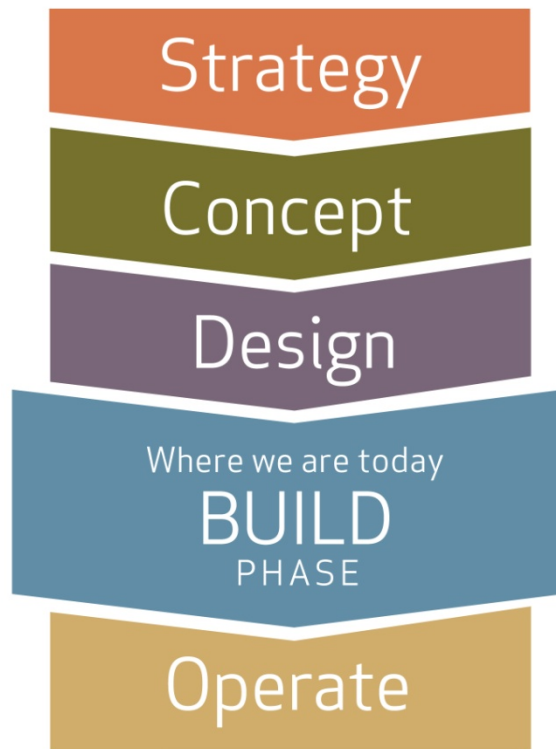 Strategy
Concept
Design
Where we are today
BUILD
PHASE
Operate